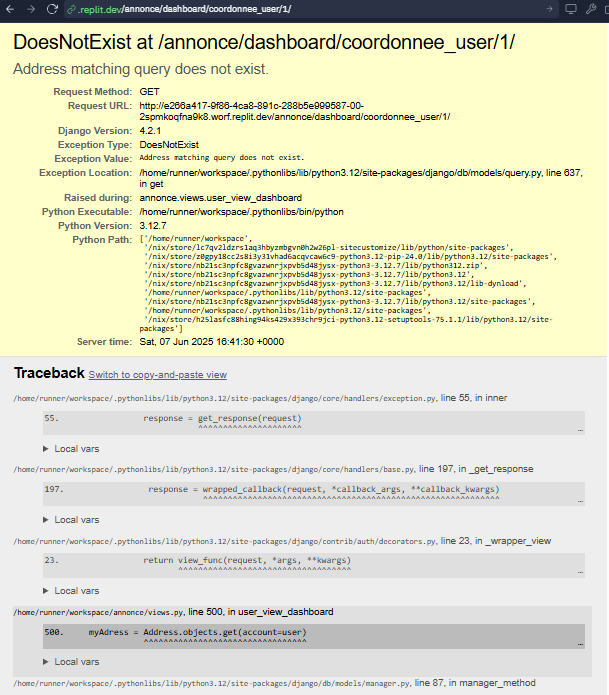 .replit.dev/annonce/dashboard/coordonnee_user/1/
DoesNotExist at /annonce/dashboard/coordonnee_user/1/
Address matching query does not exist.
Request Method: GET
Request URL: http://e266a417-9f86-4ca8-891c-288b5e999587-00-
2spmkoqfna9k8.worf.replit.dev/annonce/dashboard/coordonnee_user/1/
Django Version: 4.2.1
Exception Type: DoesNotExist
Exception Value: Address matching query does not exist.
Exception Location: /home/runner/workspace/.pythonlibs/lib/python3.12/site-packages/django/db/models/query.py, line 637,
in get
Raised during: annonce.views.user_view_dashboard
Python Executable: /home/runner/workspace/.pythonlibs/bin/python
Python Version: 3.12.7
Python Path: ['/home/runner/workspace',
'/nix/store/lc7qv2ldzrs1aq3hbyzmbgvn0h2w26pl-sitecustomize/lib/python/site-packages',
'/nix/store/z0gpy18cc2s8i3y31vhad6acqvcaw6c9-python3.12-pip-24.0/lib/python3.12/site-packages',
'/nix/store/nb21sc3npfc8gvazwnrjxpvb5d48jysx-python3-3.12.7/lib/python312.zip',
'/nix/store/nb21sc3npfc8gvazwnrjxpvb5d48jysx-python3-3.12.7/lib/python3.12',
'/nix/store/nb21sc3npfc8gvazwnrjxpvb5d48jysx-python3-3.12.7/lib/python3.12/lib-dynload',
'/home/runner/workspace/.pythonlibs/lib/python3.12/site-packages',
'/nix/store/nb21sc3npfc8gvazwnrjxpvb5d48jysx-python3-3.12.7/lib/python3.12/site-packages',
'/home/runner/workspace/.pythonlibs/lib/python3.12/site-packages',
'/nix/store/h25lasfc88hing94ks429x393chr9jci-python3.12-setuptools-75.1.1/lib/python3.12/site-
packages']
Server time: Sat, 07 Jun 2025 16:41:30 +0000
Traceback Switch to copy-and-paste view
/home/runner/workspace/.pythonlibs/lib/python3.12/site-packages/django/core/handlers/exception.py, line 55, in inner
55. response = get_response(request)
^^^^^^^^^^^^^^^^^^^^^ …
Local vars
/home/runner/workspace/.pythonlibs/lib/python3.12/site-packages/django/core/handlers/base.py, line 197, in _get_response
197. response = wrapped_callback(request, *callback_args, **callback_kwargs)
^^^^^^^^^^^^^^^^^^^^^^^^^^^^^^^^^^^^^^^^^^^^^^^^^^^^^^^^^^^^^ …
Local vars
/home/runner/workspace/.pythonlibs/lib/python3.12/site-packages/django/contrib/auth/decorators.py, line 23, in _wrapper_view
23. return view_func(request, *args, **kwargs)
^^^^^^^^^^^^^^^^^^^^^^^^^^^^^^^^^^^ …
Local vars
/home/runner/workspace/annonce/views.py, line 500, in user_view_dashboard
500. myAdress = Address.objects.get(account=user)
^^^^^^^^^^^^^^^^^^^^^^^^^^^^^^^^^ …
Local vars
/home/runner/workspace/.pythonlibs/lib/python3.12/site-packages/django/db/models/manager.py, line 87, in manager_method